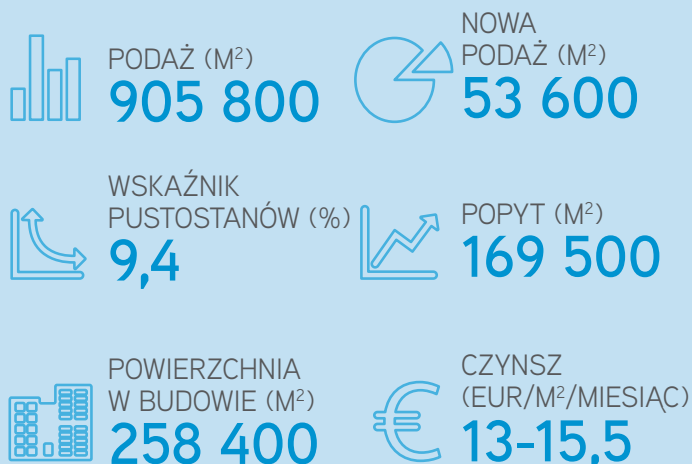 PODAŻ (M²)
905 800
NOWA
PODAŻ (M²)
53 600
WSKAŹNIK
PUSTOSTANÓW (%)
9,4
POPYT (M²)
169 500
POWIERZCHNIA
W BUDOWIE (M²)
258 400
CZYNSZ
(EUR/M²/MIESIĄC)
13-15,5